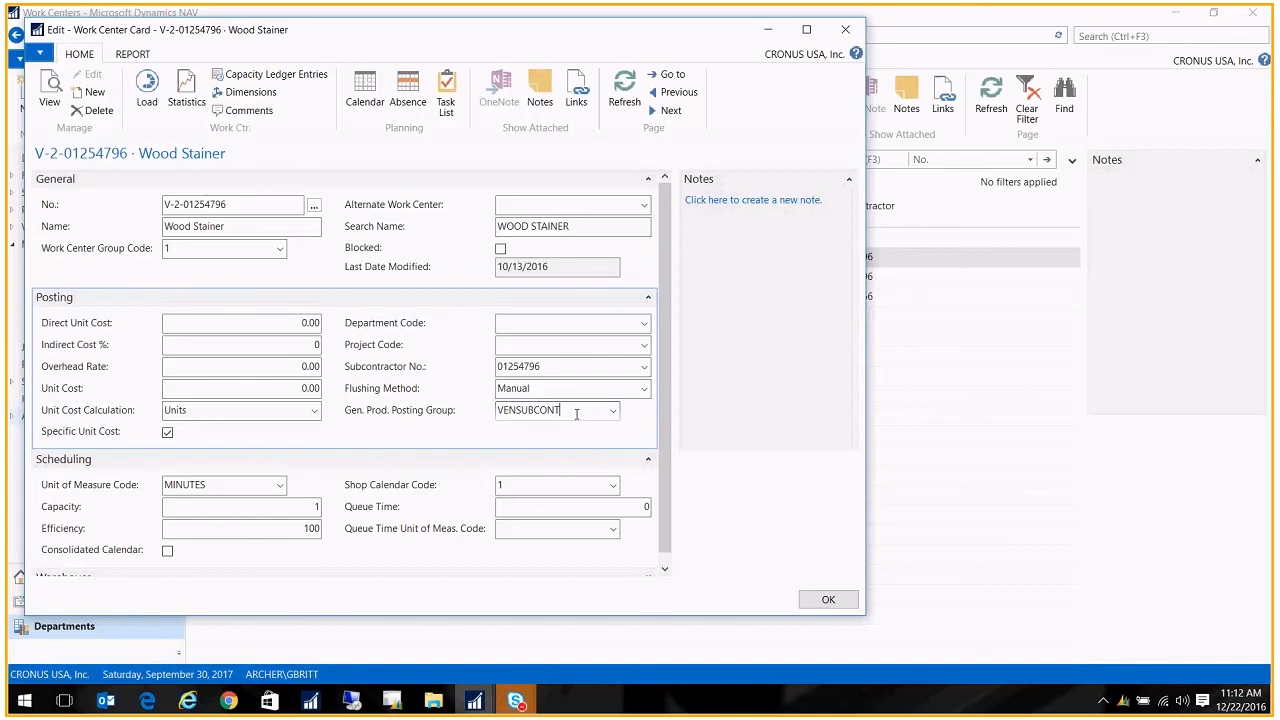 Work Centers - Microsoft Dynamics NAV
Edit - Work Center Card - V-2-01254796 · Wood Stainer
Search (Ctrl+F3)
HOME
REPORT
CRONUS USA, Inc.
CRONUS USA, Inc.
View
Edit
New
Delete
Manage
Load
Statistics
Capacity Ledger Entries
Dimensions
Comments
Work Ctr.
Calendar
Absence
Task List
Planning
OneNote
Notes
Links
Show Attached
Refresh
Go to
Previous
Next
Page
Note
Notes
Links
Show Attached
Refresh
Clear Filter
Find
Page
V-2-01254796 · Wood Stainer
(F3)
No.
Notes
No filters applied
General
Notes
Click here to create a new note.
No.: V-2-01254796 ...
Alternate Work Center:
Name: Wood Stainer
Search Name: WOOD STAINER
Work Center Group Code: 1
Blocked:
Last Date Modified: 10/13/2016
Posting
Direct Unit Cost: 0.00
Department Code:
Indirect Cost %: 0
Project Code:
Overhead Rate: 0.00
Subcontractor No.: 01254796
Unit Cost: 0.00
Flushing Method: Manual
Unit Cost Calculation: Units
Gen. Prod. Posting Group: VENSUBCONT
Specific Unit Cost:
Scheduling
Unit of Measure Code: MINUTES
Shop Calendar Code: 1
Capacity: 1
Queue Time: 0
Efficiency: 100
Queue Time Unit of Meas. Code:
Consolidated Calendar:
OK
Departments
CRONUS USA, Inc. Saturday, September 30, 2017 ARCHER\GBRITT
11:12 AM
12/22/2016